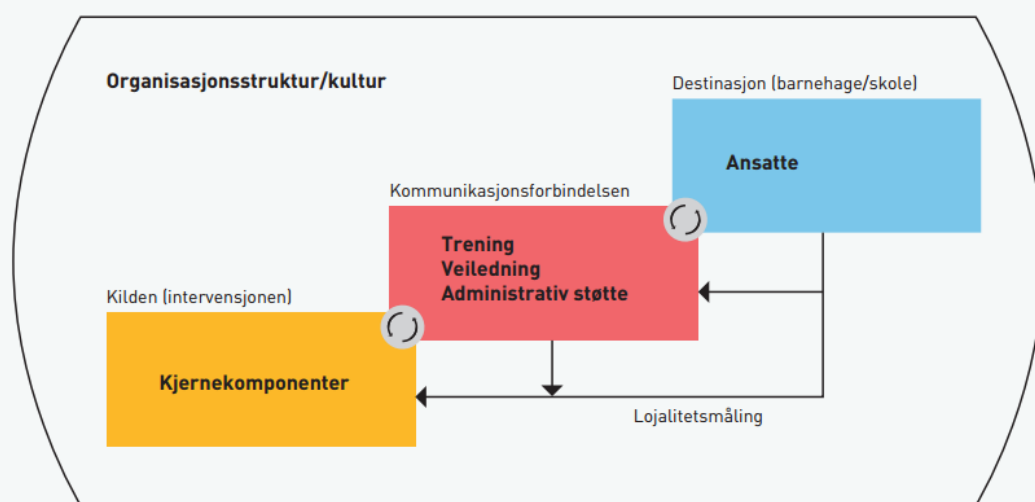 Organisasjonsstruktur/kultur
Destinasjon (barnehage/skole)
Ansatte
Kommunikasjonsforbindelsen
Trening
Veiledning
Administrativ støtte
Kilden (intervensjonen)
Kjernekomponenter
Lojalitetsmåling